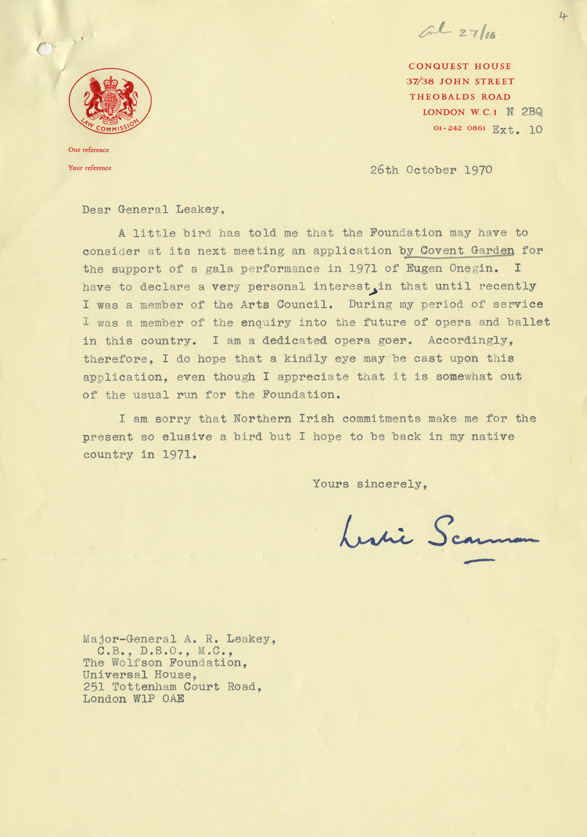 4
27/10
CONQUEST HOUSE
37/38 JOHN STREET
THEOBALDS ROAD
LONDON W.C.1 N 2BQ
01-242 0861 Ext. 10
LAW COMMISSION
Our reference
Your reference
26th October 1970
Dear General Leakey,
A little bird has told me that the Foundation may have to
consider at its next meeting an application by Covent Garden for
the support of a gala performance in 1971 of Eugen Onegin. I
have to declare a very personal interest, in that until recently
I was a member of the Arts Council. During my period of service
I was a member of the enquiry into the future of opera and ballet
in this country. I am a dedicated opera goer. Accordingly,
therefore, I do hope that a kindly eye may be cast upon this
application, even though I appreciate that it is somewhat out
of the usual run for the Foundation.
I am sorry that Northern Irish commitments make me for the
present so elusive a bird but I hope to be back in my native
country in 1971.
Yours sincerely,
Leslie Scarman
Major-General A. R. Leakey,
C.B., D.S.O., M.C.,
The Wolfson Foundation,
Universal House,
251 Tottenham Court Road,
London W1P OAE